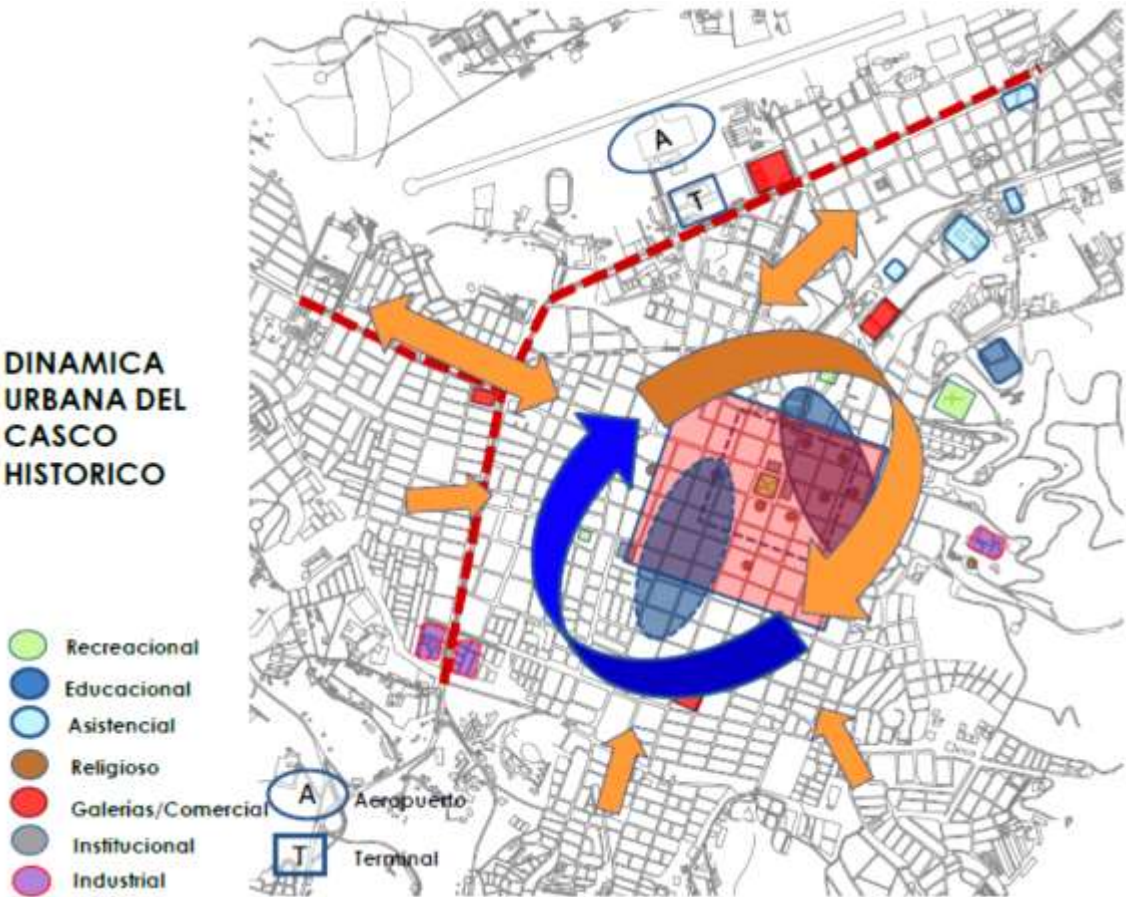 A
T
DINAMICA
URBANA DEL
CASCO
HISTORICO
Recreacional
Educacional
Asistencial
Religioso
Galerias/Comercial
Institucional
Industrial
A Aeropuerto
T Terminal